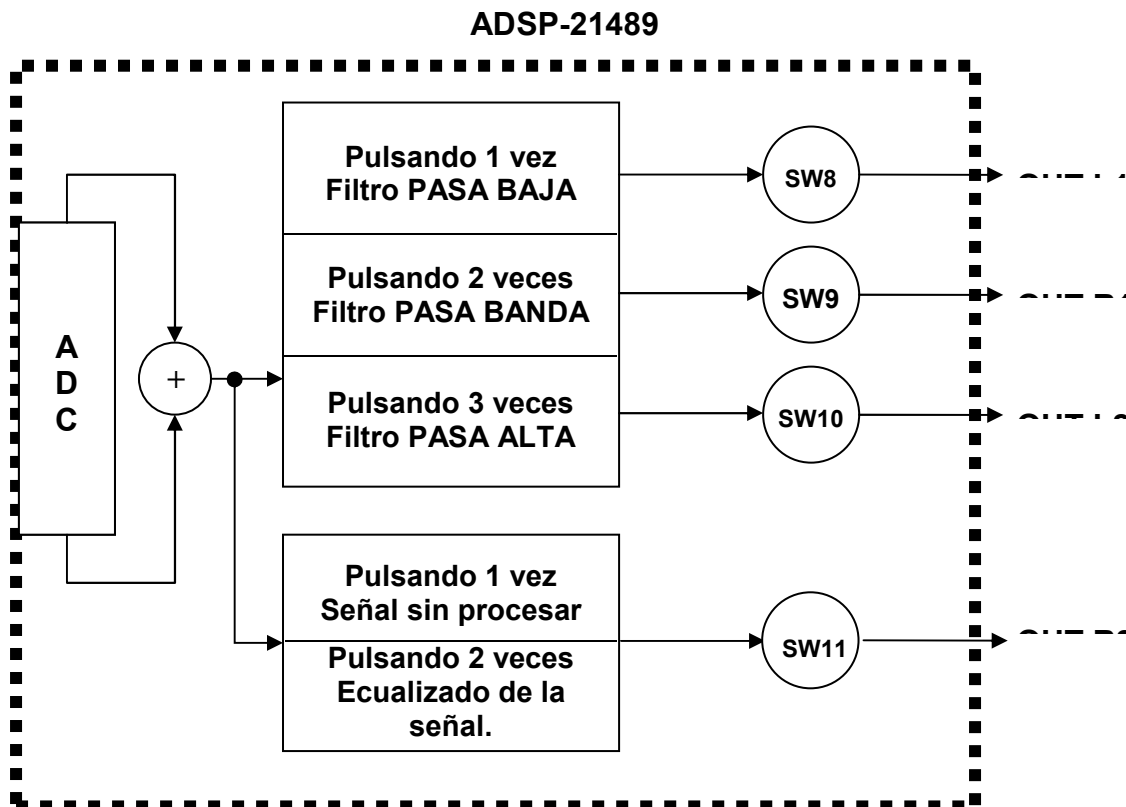 ADSP-21489
Pulsando 1 vez
Filtro PASA BAJA
SW8
Pulsando 2 veces
Filtro PASA BANDA
SW9
A
D
C
+
Pulsando 3 veces
Filtro PASA ALTA
SW10
Pulsando 1 vez
Señal sin procesar
Pulsando 2 veces
Ecualizado de la
señal.
SW11